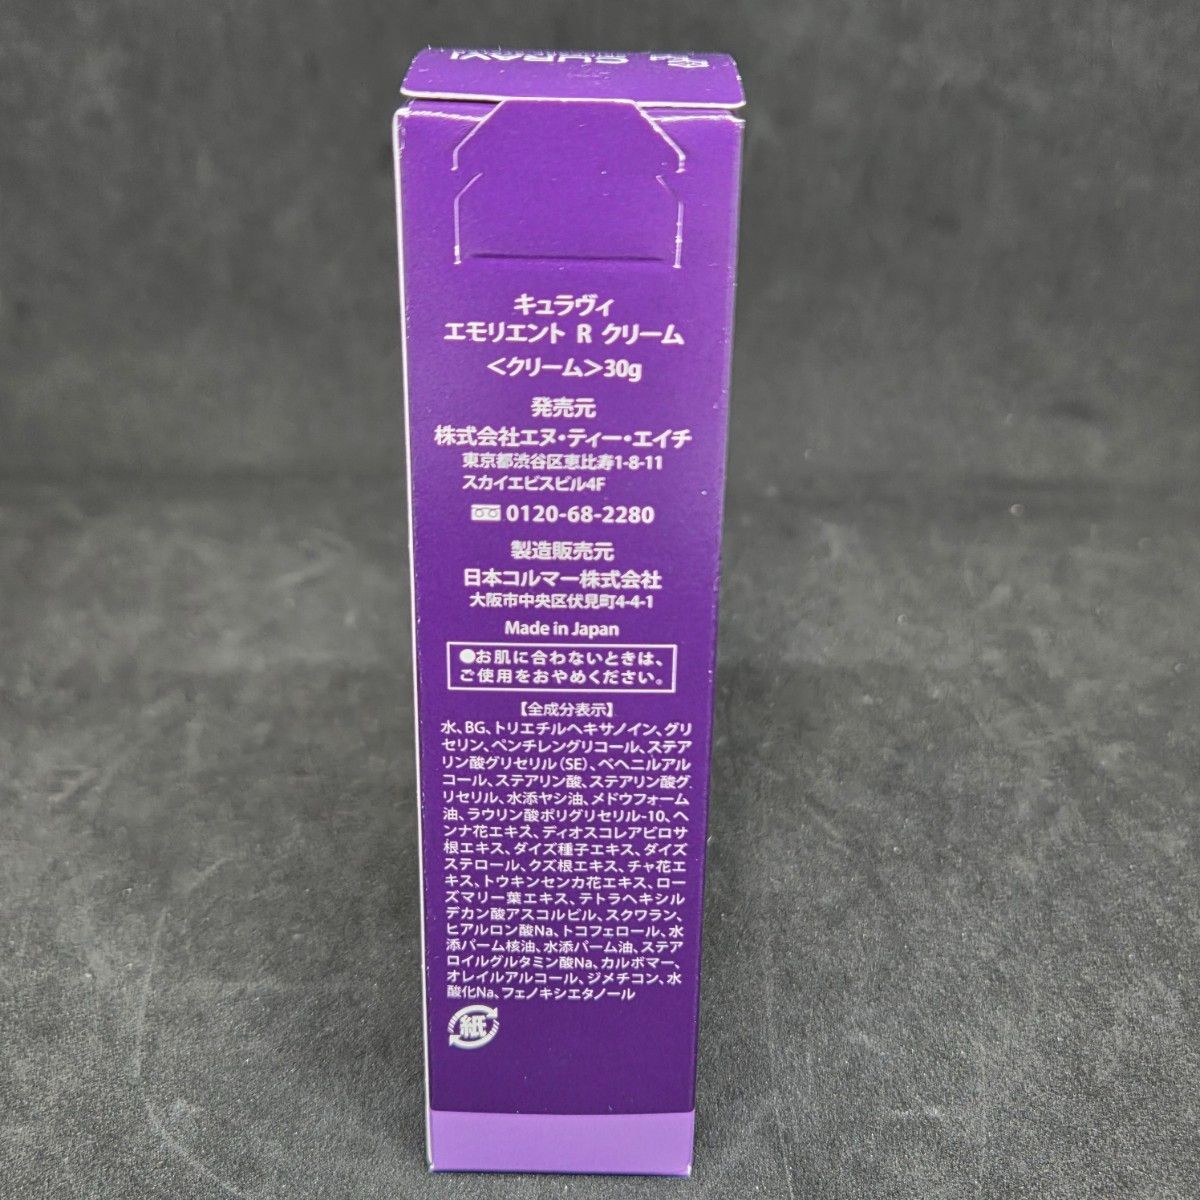 CURAVI
キュラヴィ
エモリエント R クリーム
＜クリーム＞30g
発売元
株式会社エヌ・ティー・エイチ
東京都渋谷区恵比寿1-8-11
スカイエビスビル4F
0120-68-2280
製造販売元
日本コルマー株式会社
大阪市中央区伏見町4-4-1
Made in Japan
●お肌に合わないときは、
ご使用をおやめください。
【全成分表示】
水、BG、トリエチルヘキサノイン、グリ
セリン、ペンチレングリコール、ステア
リン酸グリセリル（SE）、ベヘニルアル
コール、ステアリン酸、ステアリン酸グ
リセリル、水添ヤシ油、メドウフォーム
油、ラウリン酸ポリグリセリル-10、ヘ
ンナ花エキス、ディオスコレアビロサ
根エキス、ダイズ種子エキス、ダイズ
ステロール、クズ根エキス、チャ花エ
キス、トウキンセンカ花エキス、ロー
ズマリー葉エキス、テトラヘキシル
デカン酸アスコルビル、スクワラン、
ヒアルロン酸Na、トコフェロール、水
添パーム核油、水添パーム油、ステア
ロイルグルタミン酸Na、カルボマー、
オレイルアルコール、ジメチコン、水
酸化Na、フェノキシエタノール
紙